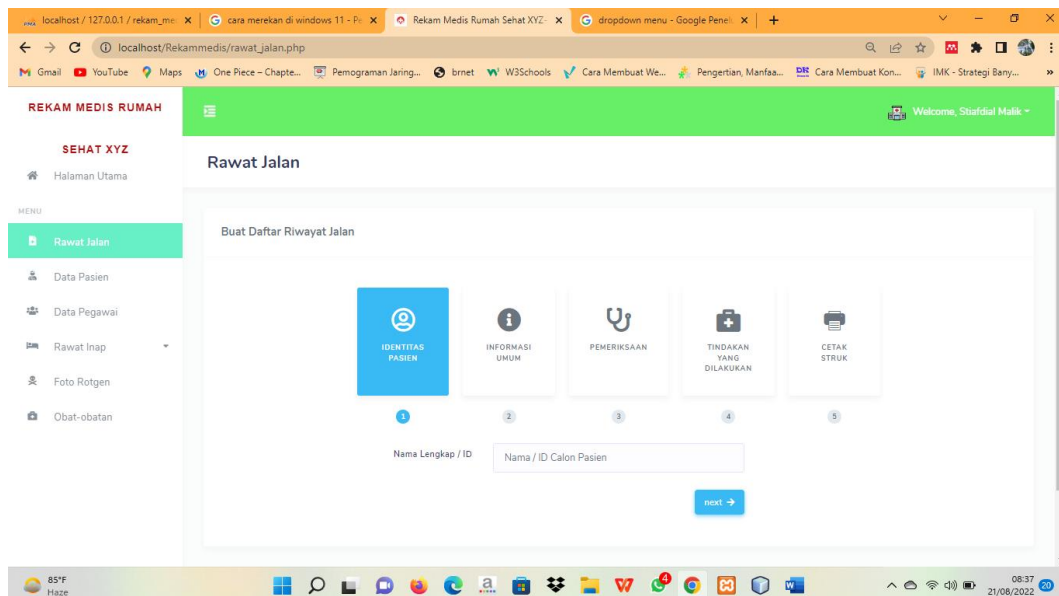 localhost / 127.0.0.1 / rekam_me
cara merekan di windows 11 - Pe
Rekam Medis Rumah Sehat XYZ-
dropdown menu - Google Penel
localhost/Rekammedis/rawat_jalan.php
Gmail YouTube Maps One Piece – Chapte... Pemograman Jaring... brnet W3Schools Cara Membuat We... Pengertian, Manfaa... Cara Membuat Kon... IMK - Strategi Bany... »
REKAM MEDIS RUMAH
SEHAT XYZ
Welcome, Stiafdial Malik
Halaman Utama
MENU
Rawat Jalan
Data Pasien
Data Pegawai
Rawat Inap
Foto Rotgen
Obat-obatan
Rawat Jalan
Buat Daftar Riwayat Jalan
IDENTITAS
PASIEN
INFORMASI
UMUM
PEMERIKSAAN
TINDAKAN
YANG
DILAKUKAN
CETAK
STRUK
1 2 3 4 5
Nama Lengkap / ID
Nama / ID Calon Pasien
next →
85°F
Haze
4
08:37
21/08/2022
20